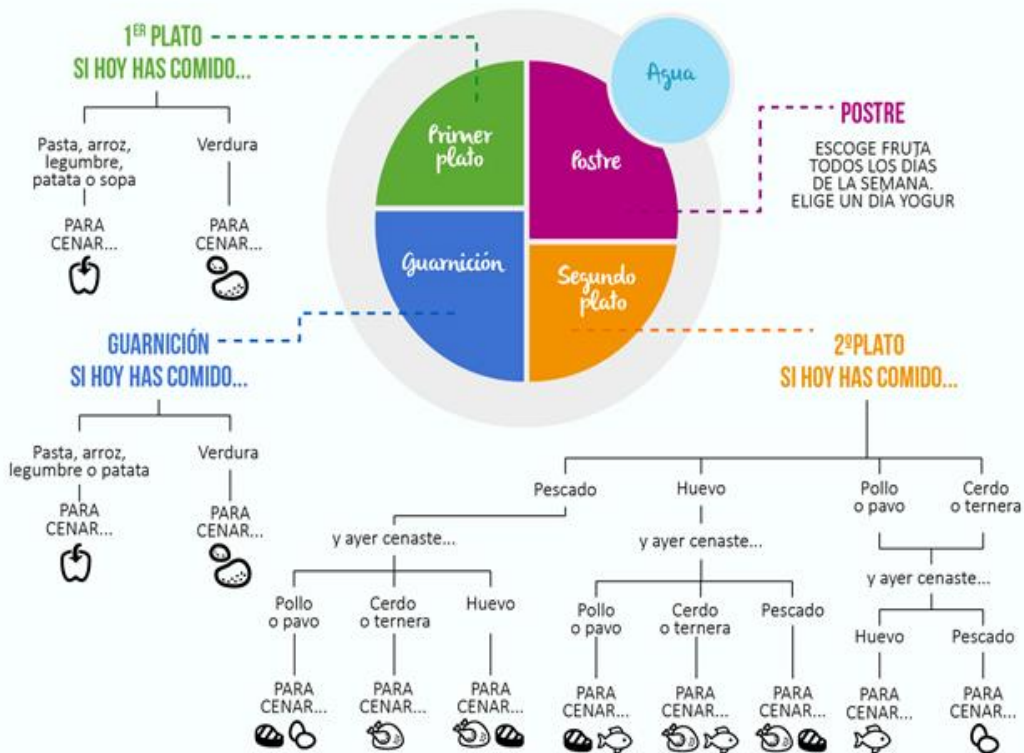 1ER PLATO
SI HOY HAS COMIDO...
Pasta, arroz,
legumbre,
patata o sopa
PARA
CENAR...
Verdura
PARA
CENAR...
Primer
plato
Postre
Agua
Guarnición
Segundo
plato
POSTRE
ESCOGE FRUTA
TODOS LOS DÍAS
DE LA SEMANA.
ELIGE UN DÍA YOGUR
GUARNICIÓN
SI HOY HAS COMIDO...
Pasta, arroz,
legumbre o patata
PARA
CENAR...
Verdura
PARA
CENAR...
2ºPLATO
SI HOY HAS COMIDO...
Pescado
y ayer cenaste...
Pollo
o pavo
PARA
CENAR...
Cerdo
o ternera
PARA
CENAR...
Huevo
PARA
CENAR...
Huevo
y ayer cenaste...
Pollo
o pavo
PARA
CENAR...
Cerdo
o ternera
PARA
CENAR...
Pescado
PARA
CENAR...
Pollo
o pavo
Cerdo
o ternera
y ayer cenaste...
Huevo
PARA
CENAR...
Pescado
PARA
CENAR...